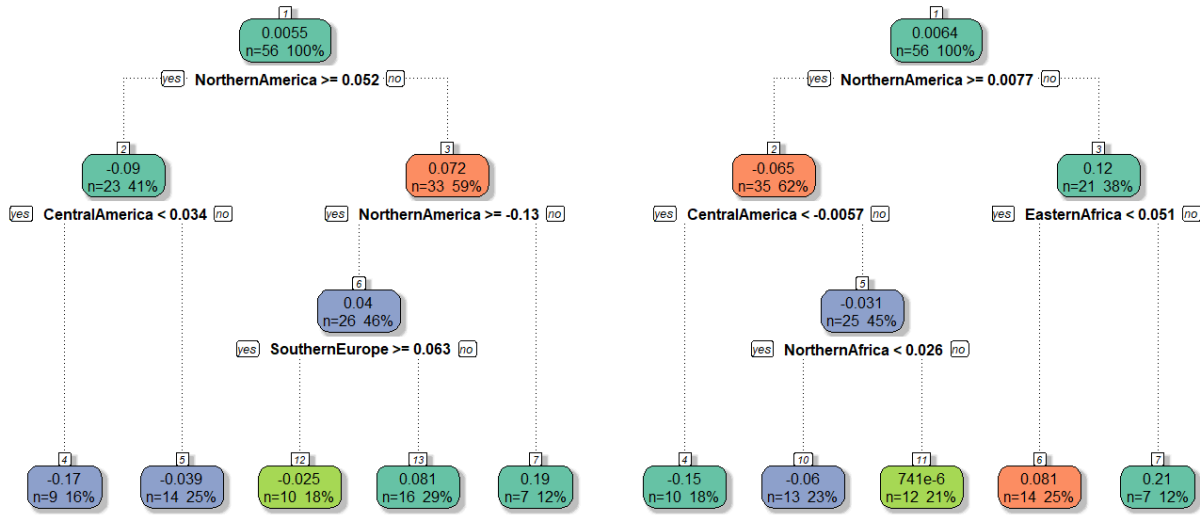 1
0.0055
n=56 100%
yes NorthernAmerica >= 0.052 no
2
-0.09
n=23 41%
yes CentralAmerica < 0.034 no
3
0.072
n=33 59%
NorthernAmerica >= -0.13 no
6
0.04
n=26 46%
yes SouthernEurope >= 0.063 no
4
-0.17
n=9 16%
5
-0.039
n=14 25%
12
-0.025
n=10 18%
13
0.081
n=16 29%
7
0.19
n=7 12%
1
0.0064
n=56 100%
yes NorthernAmerica >= 0.0077 no
2
-0.065
n=35 62%
yes CentralAmerica < -0.0057 no
3
0.12
n=21 38%
yes EasternAfrica < 0.051 no
5
-0.031
n=25 45%
yes NorthernAfrica < 0.026 no
4
-0.15
n=10 18%
10
-0.06
n=13 23%
11
741e-6
n=12 21%
6
0.081
n=14 25%
7
0.21
n=7 12%